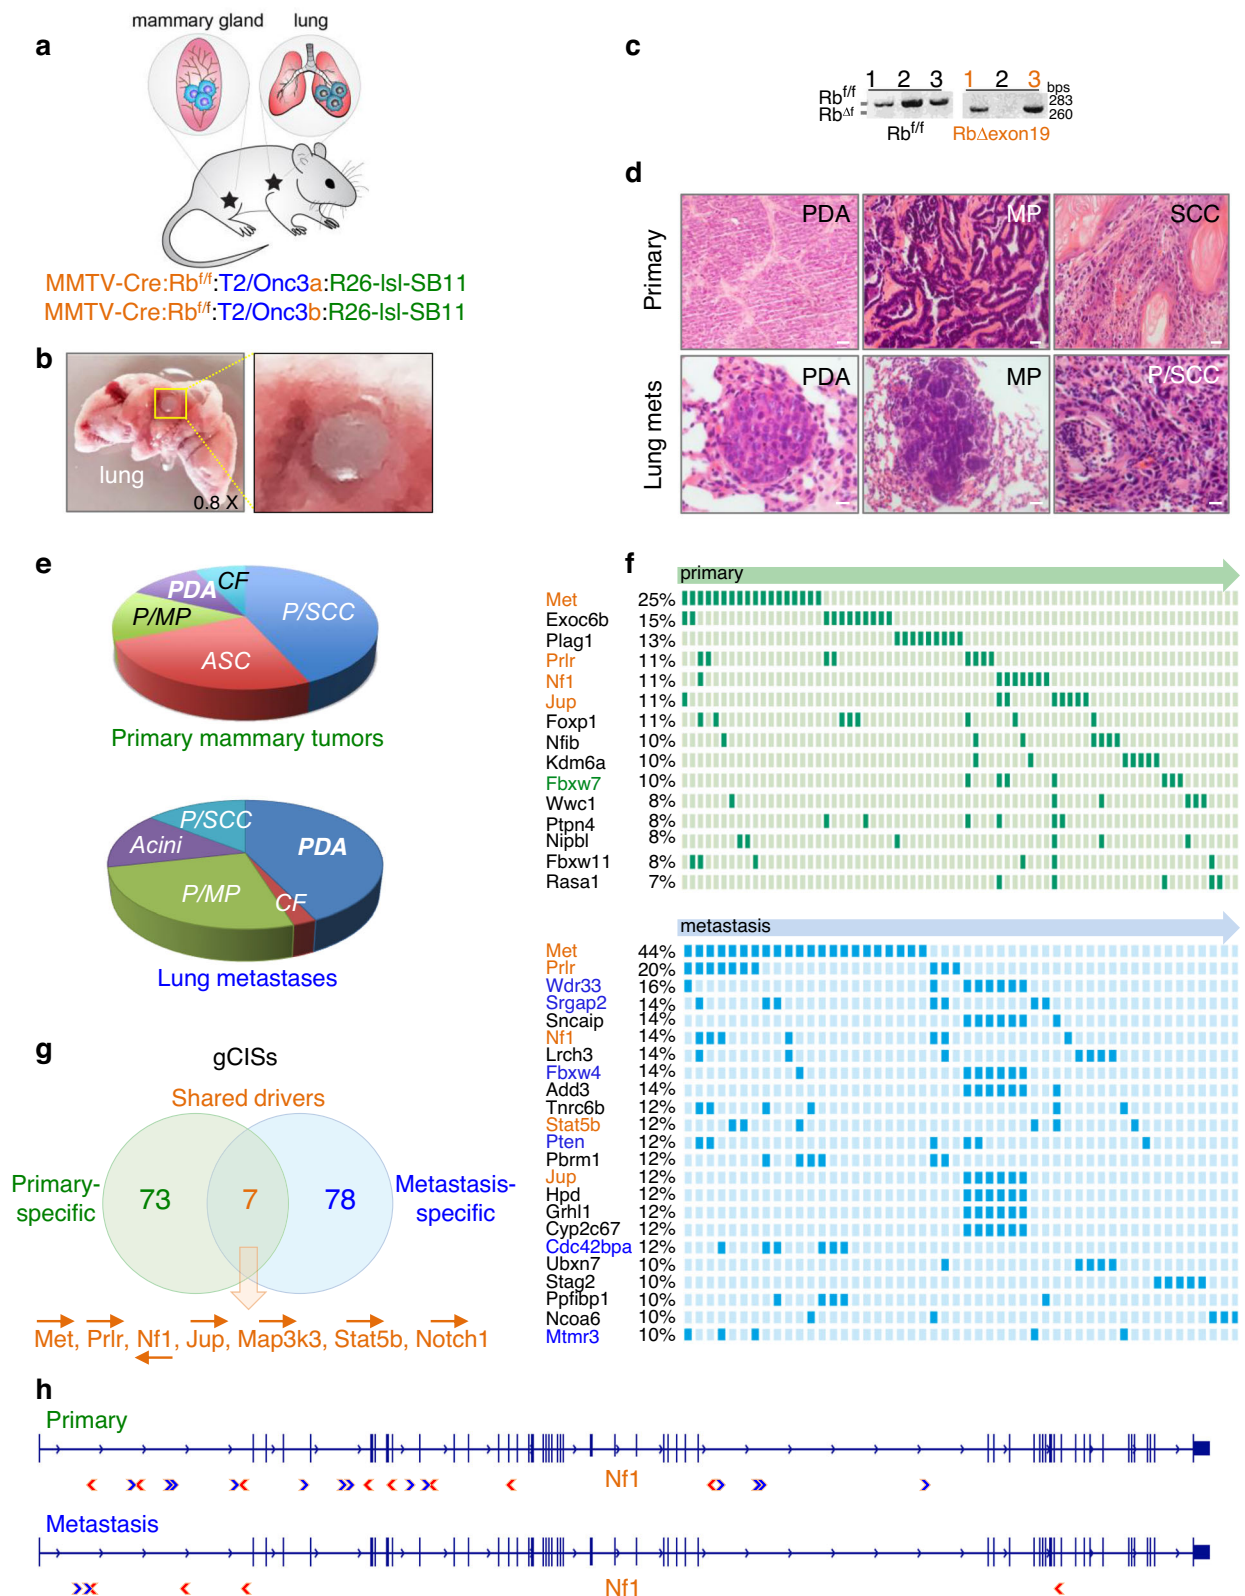 a
mammary gland
lung
MMTV-Cre:Rbf/f:T2/Onc3a:R26-lsl-SB11
MMTV-Cre:Rbf/f:T2/Onc3b:R26-lsl-SB11
b
lung
0.8 X
c
1 2 3 1 2 3 bps
Rbf/f
RbΔf
283
260
Rbf/f
RbΔexon19
d
Primary
PDA
MP
SCC
Lung mets
PDA
MP
P/SCC
e
CF
PDA
P/MP
P/SCC
ASC
Primary mammary tumors
P/SCC
Acini
PDA
P/MP
CF
Lung metastases
f
primary
Met 25%
Exoc6b 15%
Plag1 13%
Prlr 11%
Nf1 11%
Jup 11%
Foxp1 11%
Nfib 10%
Kdm6a 10%
Fbxw7 10%
Wwc1 8%
Ptpn4 8%
Nipbl 8%
Fbxw11 8%
Rasa1 7%
metastasis
Met 44%
Prlr 20%
Wdr33 16%
Srgap2 14%
Sncaip 14%
Nf1 14%
Lrch3 14%
Fbxw4 14%
Add3 14%
Tnrc6b 12%
Stat5b 12%
Pten 12%
Pbrm1 12%
Jup 12%
Hpd 12%
Grhl1 12%
Cyp2c67 12%
Cdc42bpa 12%
Ubxn7 10%
Stag2 10%
Ppfibp1 10%
Ncoa6 10%
Mtmr3 10%
g
gCISs
Shared drivers
Primary-
specific
73
7
78
Metastasis-
specific
Met, Prlr, Nf1, Jup, Map3k3, Stat5b, Notch1
h
Primary
Nf1
Metastasis
Nf1